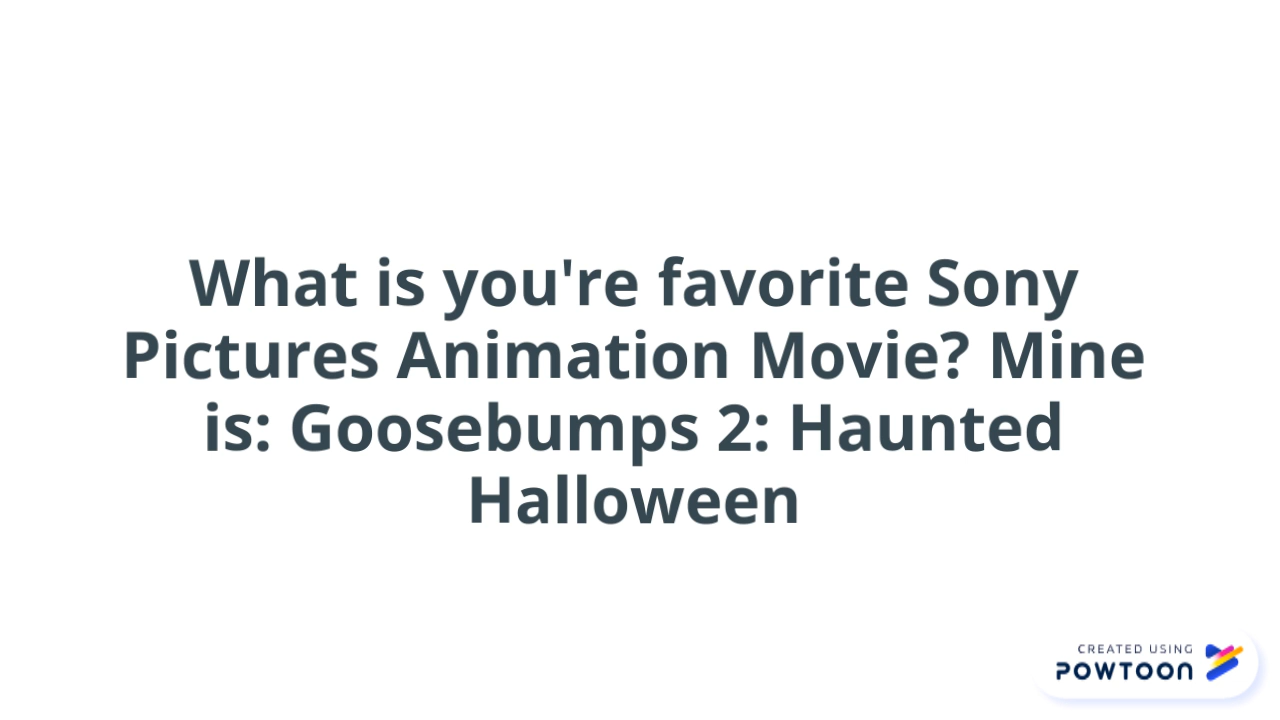 What is you're favorite Sony
Pictures Animation Movie? Mine
is: Goosebumps 2: Haunted
Halloween
CREATED USING
POWTOON